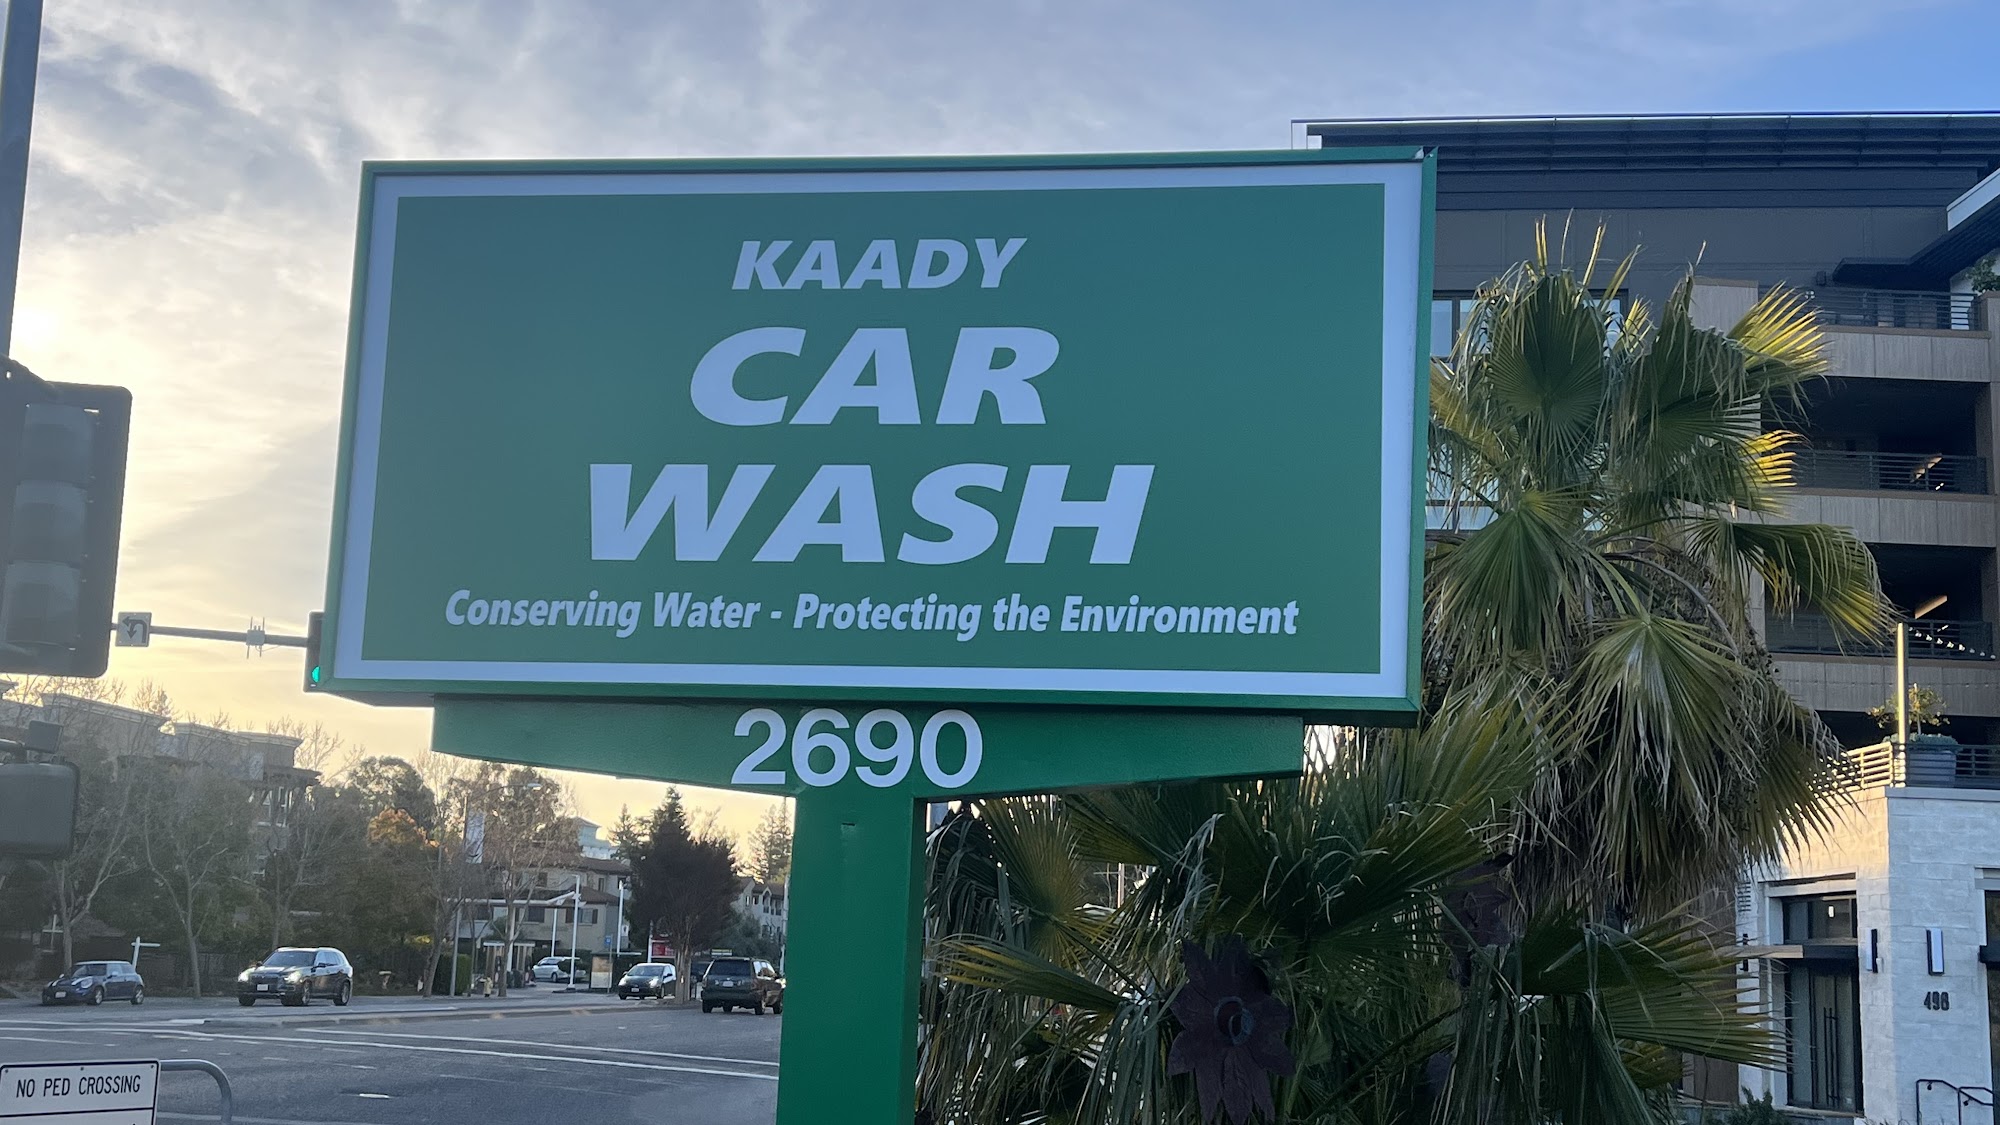 KAADY
CAR
WASH
Conserving Water - Protecting the Environment
2690
498
NO PED CROSSING